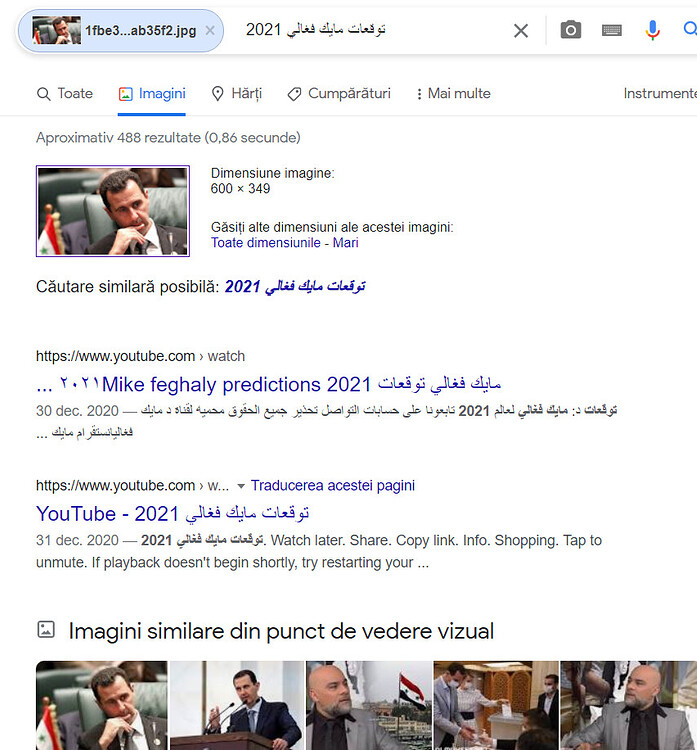 1fbe3...ab35f2.jpg × توقعات مايك فغالي 2021
Toate Imagini Hărți Cumpărături Mai multe Instrumente
Aproximativ 488 rezultate (0,86 secunde)
Dimensiune imagine:
600 × 349
Găsiți alte dimensiuni ale acestei imagini:
Toate dimensiunile - Mari
Căutare similară posibilă: توقعات مايك فغالي 2021
https://www.youtube.com › watch
... ٢٠٢١Mike feghaly predictions 2021 مايك فغالي توقعات
30 dec. 2020 — توقعات د: مايك فغالي لعالم 2021 تابعونا على حسابات التواصل تحذير جميع الحقوق محميه لقناة د مايك
فغاليانستقرام مايك ...
https://www.youtube.com › w... Traducerea acestei pagini
YouTube - 2021 توقعات مايك فغالي
31 dec. 2020 — توقعات مايك فغالي 2021. Watch later. Share. Copy link. Info. Shopping. Tap to
unmute. If playback doesn't begin shortly, try restarting your ...
Imagini similare din punct de vedere vizual